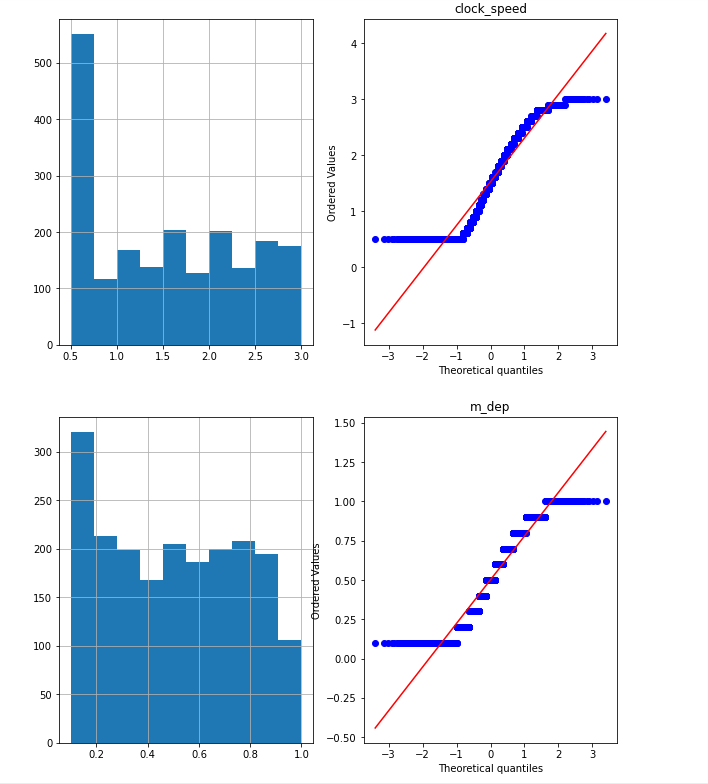 clock_speed
500
400
300
200
100
0
0.5 1.0 1.5 2.0 2.5 3.0
Ordered Values
4
3
2
1
0
−1
−3 −2 −1 0 1 2 3
Theoretical quantiles
m_dep
300
250
200
150
100
50
0
0.2 0.4 0.6 0.8 1.0
Ordered Values
1.50
1.25
1.00
0.75
0.50
0.25
0.00
−0.25
−0.50
−3 −2 −1 0 1 2 3
Theoretical quantiles